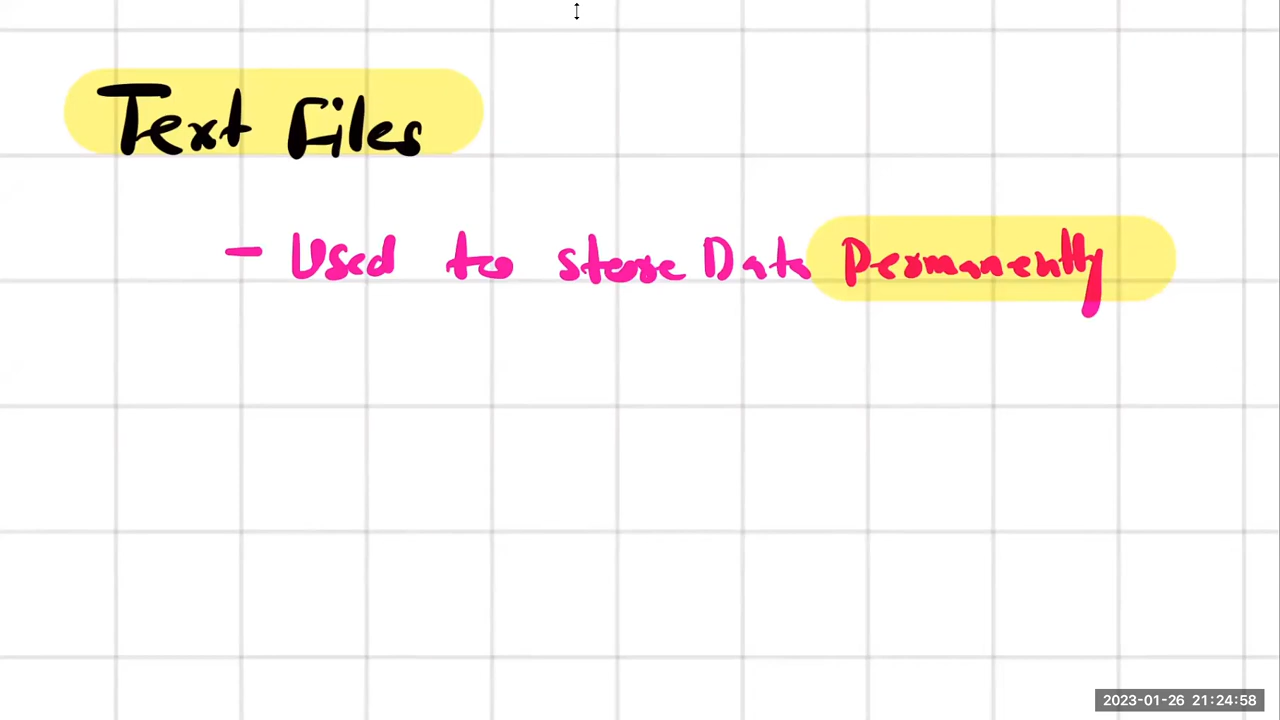 Text Files
- Used to store Data Permanently
2023-01-26 21:24:58